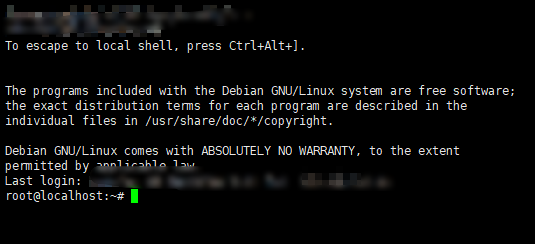 To escape to local shell, press Ctrl+Alt+].
The programs included with the Debian GNU/Linux system are free software;
the exact distribution terms for each program are described in the
individual files in /usr/share/doc/*/copyright.
Debian GNU/Linux comes with ABSOLUTELY NO WARRANTY, to the extent
permitted by applicable law.
Last login:
root@localhost:~#